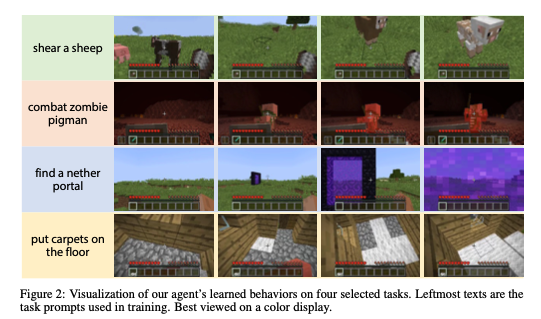 shear a sheep
combat zombie
pigman
find a nether
portal
put carpets on
the floor
Figure 2: Visualization of our agent's learned behaviors on four selected tasks. Leftmost texts are the
task prompts used in training. Best viewed on a color display.